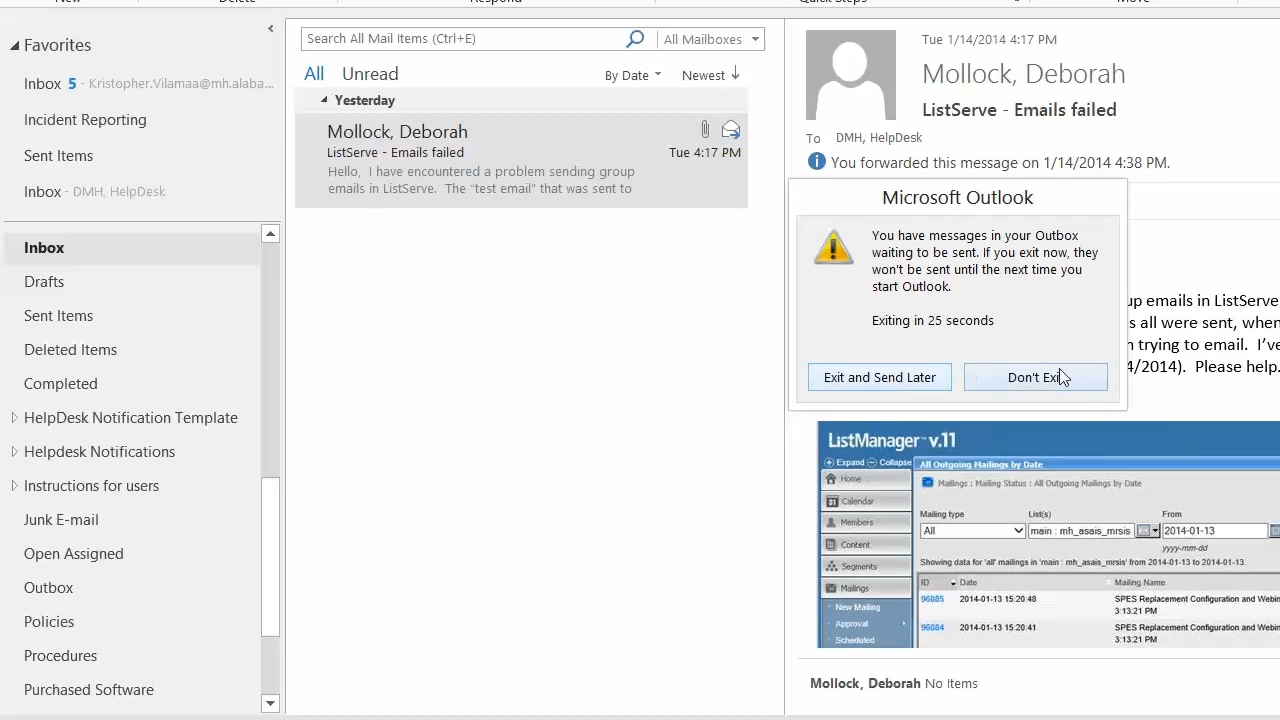 New Delete Respond Quick Steps Move
Favorites
Inbox 5 - Kristopher.Vilamaa@mh.alaba...
Incident Reporting
Sent Items
Inbox - DMH, HelpDesk
Inbox
Drafts
Sent Items
Deleted Items
Completed
HelpDesk Notification Template
Helpdesk Notifications
Instructions for users
Junk E-mail
Open Assigned
Outbox
Policies
Procedures
Purchased Software
Search All Mail Items (Ctrl+E)
All Mailboxes
All Unread
By Date Newest
Yesterday
Mollock, Deborah
ListServe - Emails failed Tue 4:17 PM
Hello, I have encountered a problem sending group
emails in ListServe. The "test email" that was sent to
Tue 1/14/2014 4:17 PM
Mollock, Deborah
ListServe - Emails failed
To DMH, HelpDesk
You forwarded this message on 1/14/2014 4:38 PM.
Microsoft Outlook
You have messages in your Outbox
waiting to be sent. If you exit now, they
won't be sent until the next time you
start Outlook.
Exiting in 25 seconds
Exit and Send Later
Don't Exit
up emails in ListServe
s all were sent, when
trying to email. I've
4/2014). Please help.
ListManager™ v.11
Expand Collapse
Home
Calendar
Members
Content
Segments
Mailings
New Mailing
Approval
Scheduled
All Outgoing Mailings by Date
Mailings : Mailing Status : All Outgoing Mailings by Date
Mailing type List(s) From
All main : mh_asais_mrsis 2014-01-13
yyyy-mm-dd
Showing data for 'all' mailings in 'main : mh_asais_mrsis' from 2014-01-13 to 2014-01-13.
ID Date Mailing Name
96085 2014-01-13 15:20:48 SPES Replacement Configuration and Webin
3:13:21 PM
96084 2014-01-13 15:20:41 SPES Replacement Configuration and Webin
3:13:21 PM
Mollock, Deborah No Items